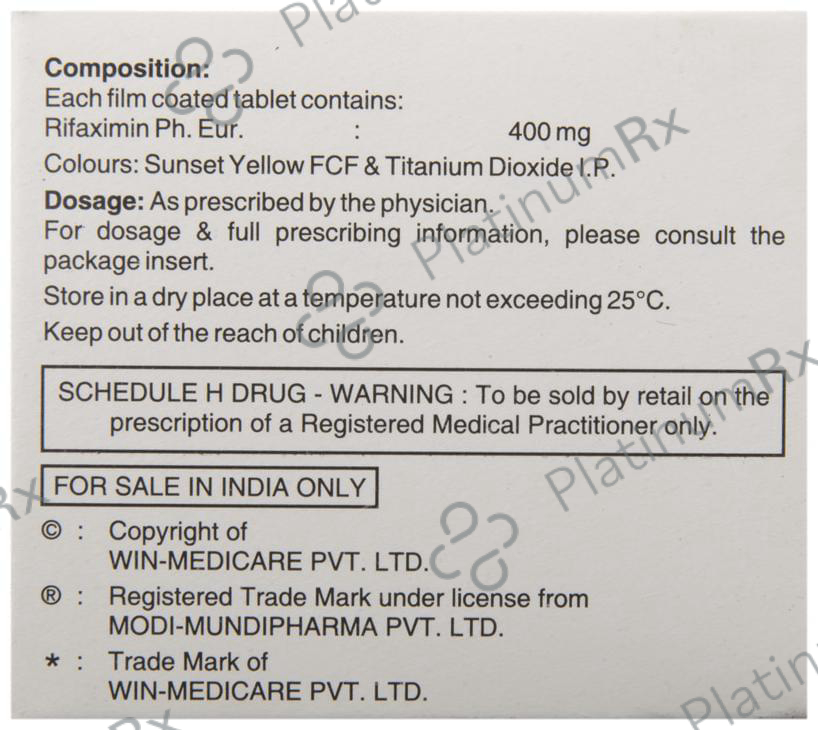 Composition:
Each film coated tablet contains:
Rifaximin Ph. Eur. : 400 mg
Colours: Sunset Yellow FCF & Titanium Dioxide I.P.
Dosage: As prescribed by the physician.
For dosage & full prescribing information, please consult the
package insert.
Store in a dry place at a temperature not exceeding 25°C.
Keep out of the reach of children.
SCHEDULE H DRUG - WARNING : To be sold by retail on the
prescription of a Registered Medical Practitioner only.
FOR SALE IN INDIA ONLY
© : Copyright of
WIN-MEDICARE PVT. LTD.
® : Registered Trade Mark under license from
MODI-MUNDIPHARMA PVT. LTD.
* : Trade Mark of
WIN-MEDICARE PVT. LTD.
PlatinumRx
PlatinumRx